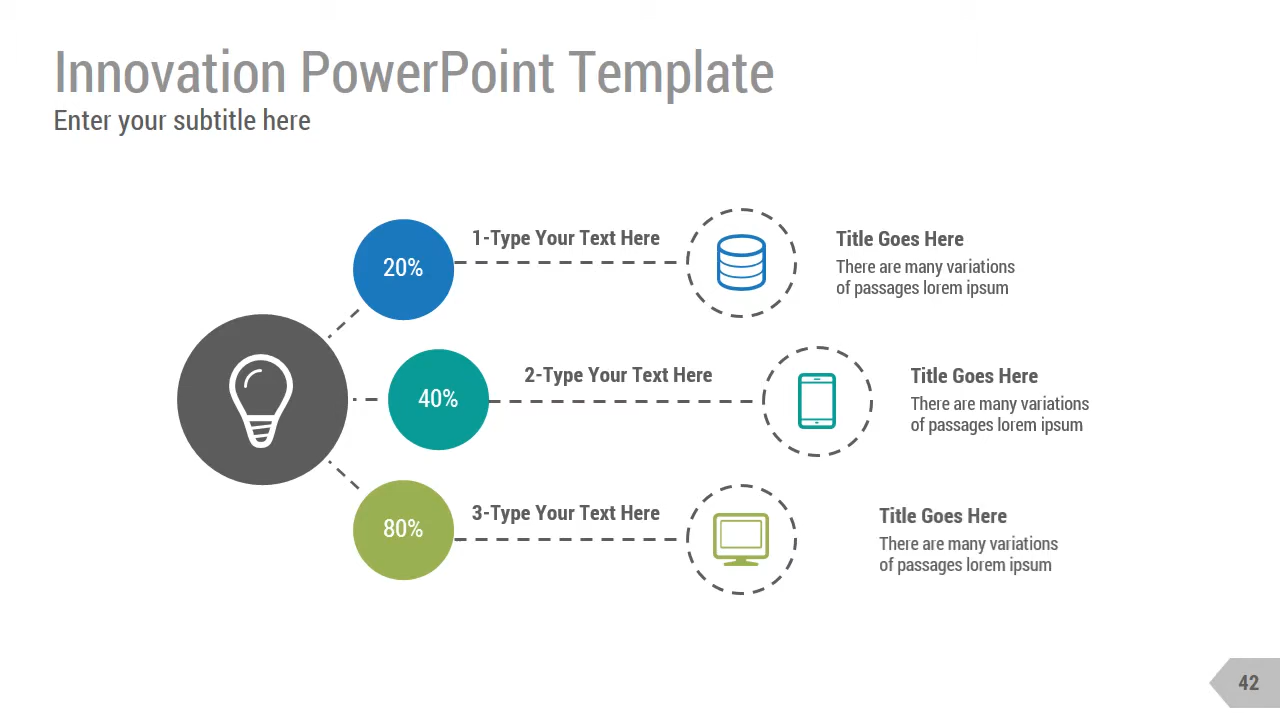 Innovation PowerPoint Template
Enter your subtitle here
20%
1-Type Your Text Here
Title Goes Here
There are many variations
of passages lorem ipsum
40%
2-Type Your Text Here
Title Goes Here
There are many variations
of passages lorem ipsum
80%
3-Type Your Text Here
Title Goes Here
There are many variations
of passages lorem ipsum
42